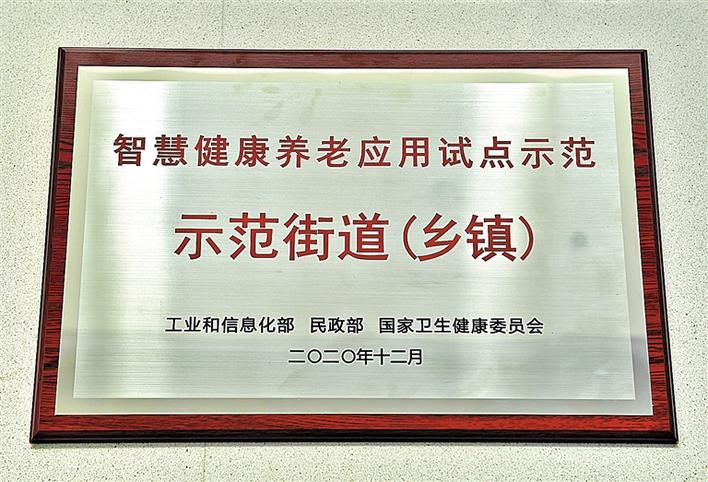 智慧健康养老应用试点示范
示范街道(乡镇)
工业和信息化部 民政部 国家卫生健康委员会
二〇二〇年十二月